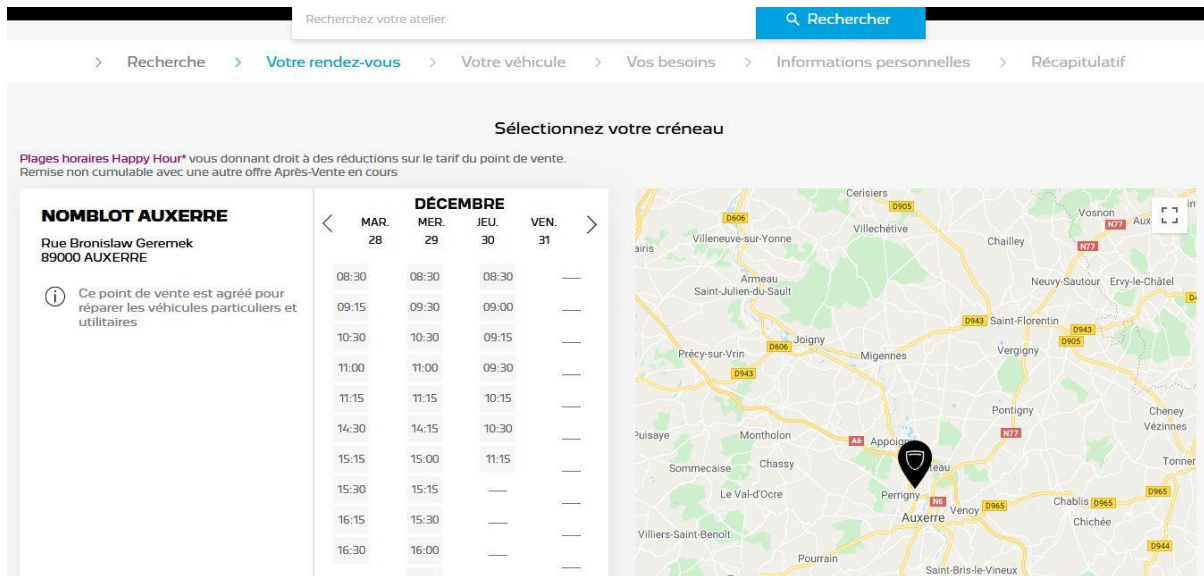 Recherchez votre atelier
Rechercher
> Recherche > Votre rendez-vous > Votre véhicule > Vos besoins > Informations personnelles > Récapitulatif
Sélectionnez votre créneau
Plages horaires Happy Hour* vous donnant droit à des réductions sur le tarif du point de vente.
Remise non cumulable avec une autre offre Après-Vente en cours
NOMBLOT AUXERRE
Rue Bronislaw Geremek
89000 AUXERRE
Ce point de vente est agréé pour
réparer les véhicules particuliers et
utilitaires
DÉCEMBRE
MAR. MER. JEU. VEN.
28 29 30 31
08:30 08:30 08:30
09:15 09:30 09:00
10:30 10:30 09:15
11:00 11:00 09:30
11:15 11:15 10:15
14:30 14:15 10:30
15:15 15:00 11:15
15:30 15:15
16:15 15:30
16:30 16:00
Cerisiers
D905
D606
Vosnon
N77
Aux
Villechétive
Villeneuve-sur-Yonne
Chailley
N77
Armeau
Saint-Julien-du-Sault
Neuvy-Sautour
Ervy-le-Châtel
D943
Saint-Florentin
D943
D905
D606
Joigny
Précy-sur-Vrin
Migennes
Vergigny
D943
Pontigny
Cheney
Vézinnes
N77
Puisaye
Montholon
A6
Appoign
Sommecaise
Chassy
eau
Tonner
Le Val-d'Ocre
Perrigny
N6
Venoy
D965
Chablis
D965
D965
Auxerre
Chichée
Villiers-Saint-Benoît
D944
Pourrain
Saint-Bris-le-Vineux